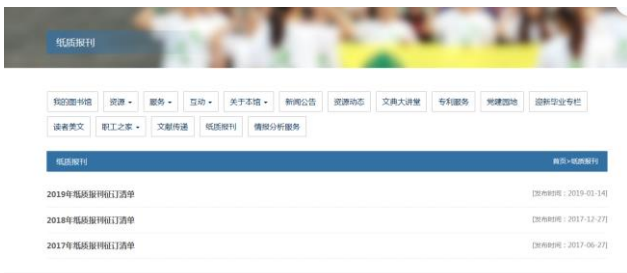 纸质报刊
我的图书馆 资源 服务 互动 关于本馆 新闻公告 资源动态 文典大讲堂 专利服务 党建园地 迎新毕业专栏
读者美文 职工之家 文献传递 纸质报刊 情报分析服务
纸质报刊 首页>纸质报刊
2019年纸质报刊征订清单 [发布时间：2019-01-14]
2018年纸质报刊征订清单 [发布时间：2017-12-27]
2017年纸质报刊征订清单 [发布时间：2017-06-27]